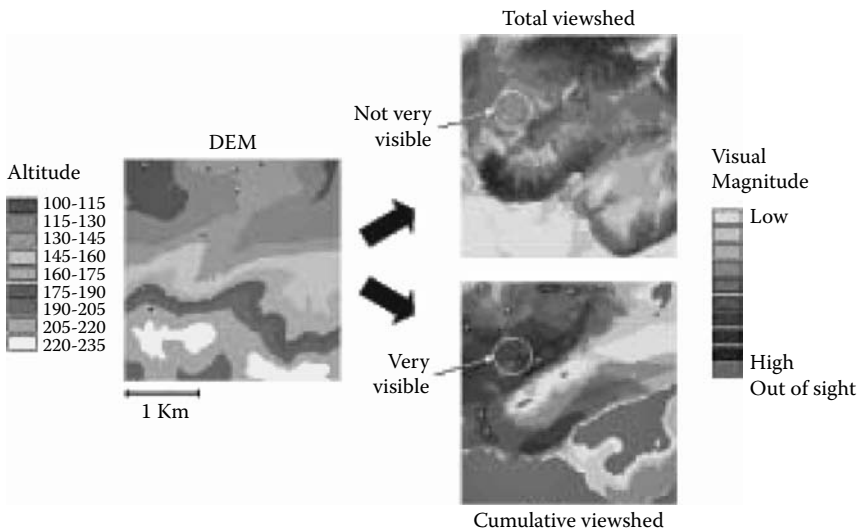 Total viewshed
Not very
visible
DEM
Altitude
100-115
115-130
130-145
145-160
160-175
175-190
190-205
205-220
220-235
1 Km
Very
visible
Visual
Magnitude
Low
High
Out of sight
Cumulative viewshed